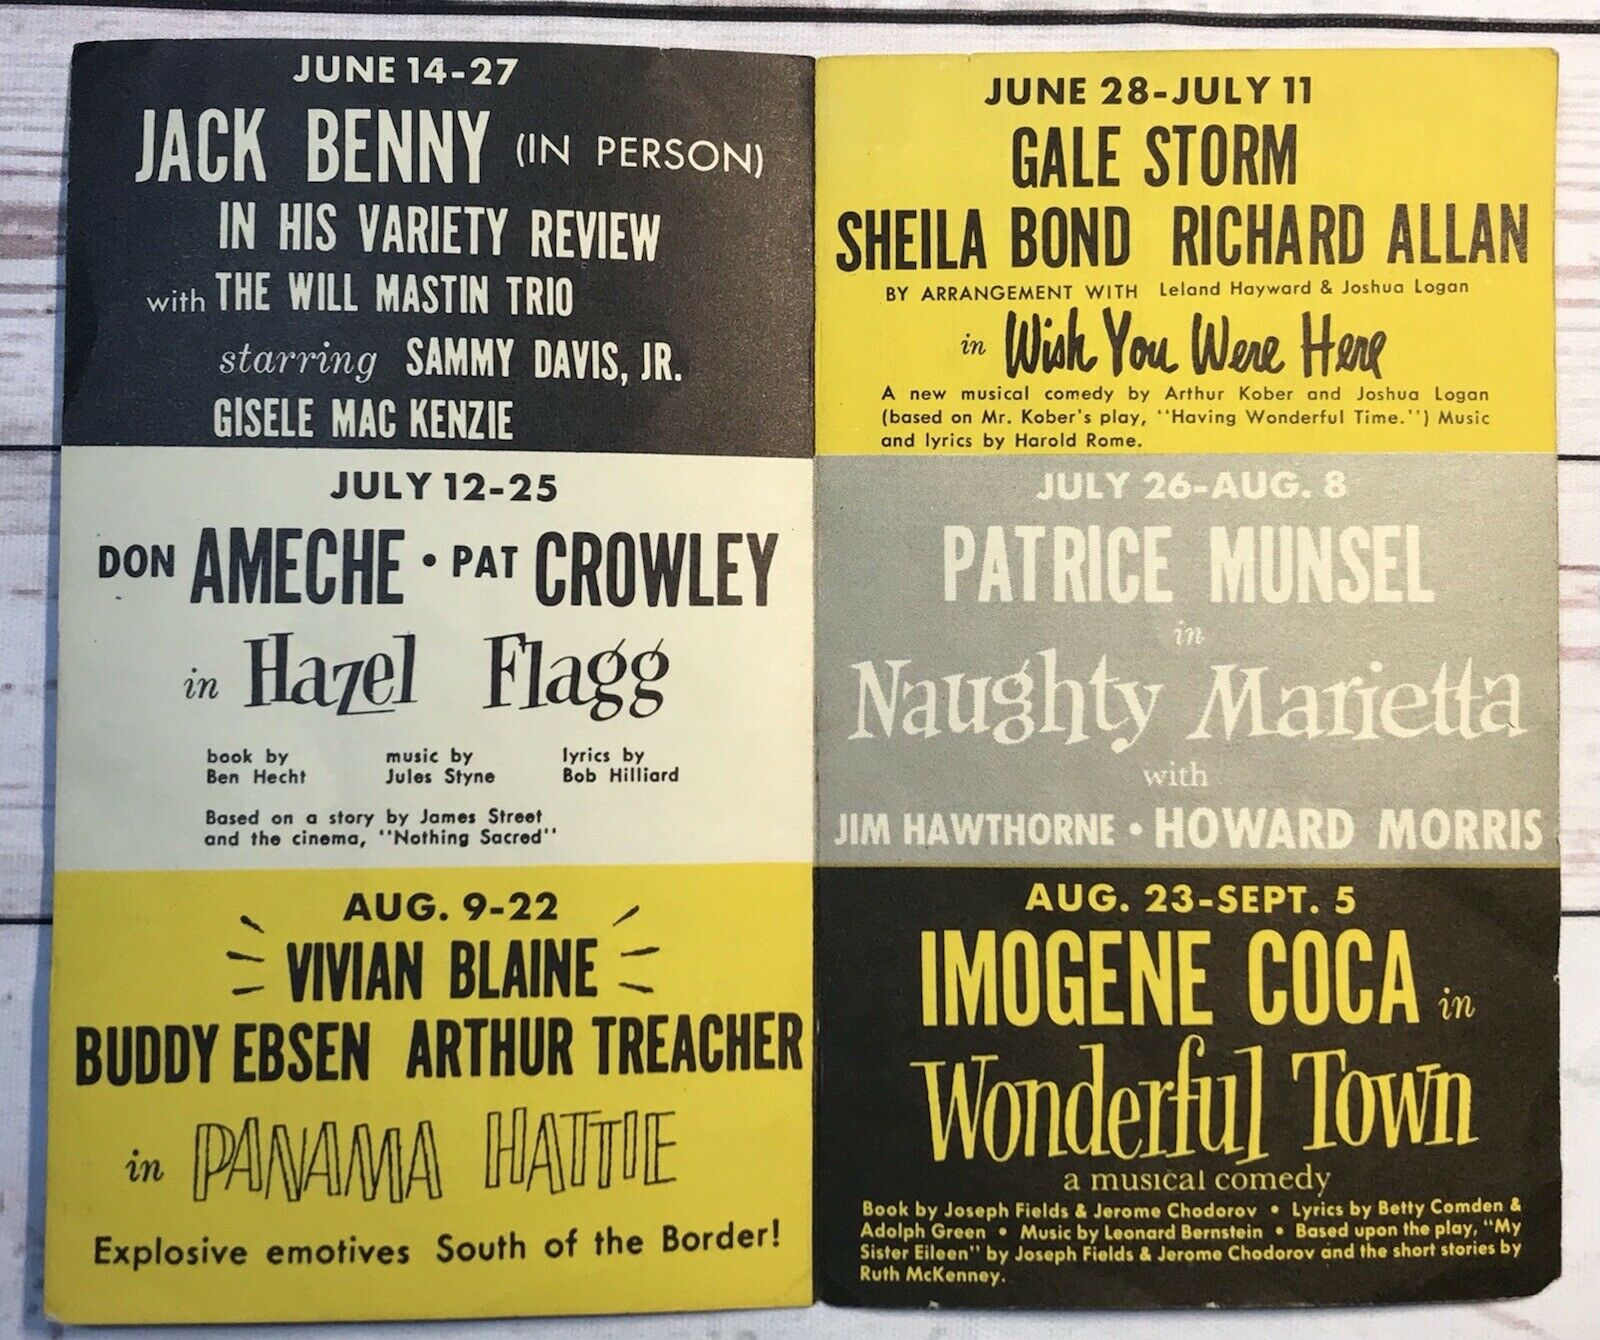 JUNE 14-27
JACK BENNY (IN PERSON)
IN HIS VARIETY REVIEW
with THE WILL MASTIN TRIO
starring SAMMY DAVIS, JR.
GISELE MAC KENZIE
JUNE 28-JULY 11
GALE STORM
SHEILA BOND RICHARD ALLAN
BY ARRANGEMENT WITH Leland Hayward & Joshua Logan
in Wish You Were Here
A new musical comedy by Arthur Kober and Joshua Logan
(based on Mr. Kober's play, "Having Wonderful Time.") Music
and lyrics by Harold Rome.
JULY 12-25
DON AMECHE • PAT CROWLEY
in Hazel Flagg
book by music by lyrics by
Ben Hecht Jules Styne Bob Hilliard
Based on a story by James Street
and the cinema, "Nothing Sacred"
JULY 26-AUG. 8
PATRICE MUNSEL
in
Naughty Marietta
with
JIM HAWTHORNE • HOWARD MORRIS
AUG. 9-22
VIVIAN BLAINE
BUDDY EBSEN ARTHUR TREACHER
in PANAMA HATTIE
Explosive emotives South of the Border!
AUG. 23-SEPT. 5
IMOGENE COCA in
Wonderful Town
a musical comedy
Book by Joseph Fields & Jerome Chodorov • Lyrics by Betty Comden &
Adolph Green • Music by Leonard Bernstein • Based upon the play, "My
Sister Eileen" by Joseph Fields & Jerome Chodorov and the short stories by
Ruth McKenney.